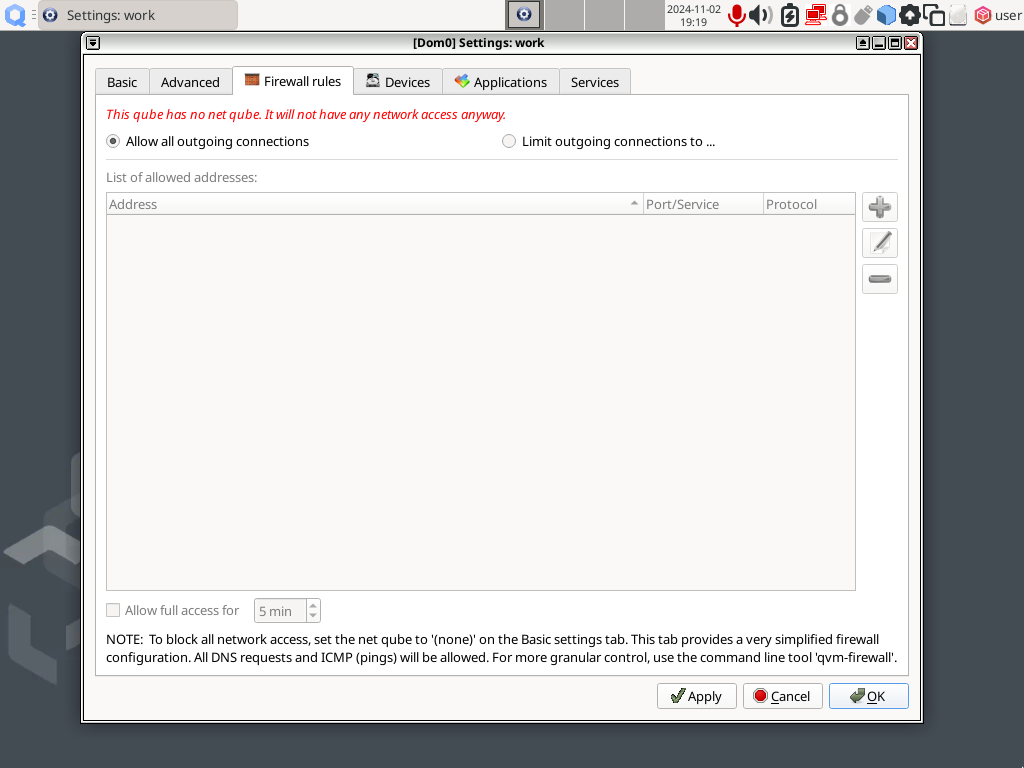 Settings: work
2024-11-02
19:19
user
[Dom0] Settings: work
Basic
Advanced
Firewall rules
Devices
Applications
Services
This qube has no net qube. It will not have any network access anyway.
Allow all outgoing connections
Limit outgoing connections to ...
List of allowed addresses:
Address
Port/Service
Protocol
Allow full access for
5 min
NOTE: To block all network access, set the net qube to '(none)' on the Basic settings tab. This tab provides a very simplified firewall
configuration. All DNS requests and ICMP (pings) will be allowed. For more granular control, use the command line tool 'qvm-firewall'.
Apply
Cancel
OK